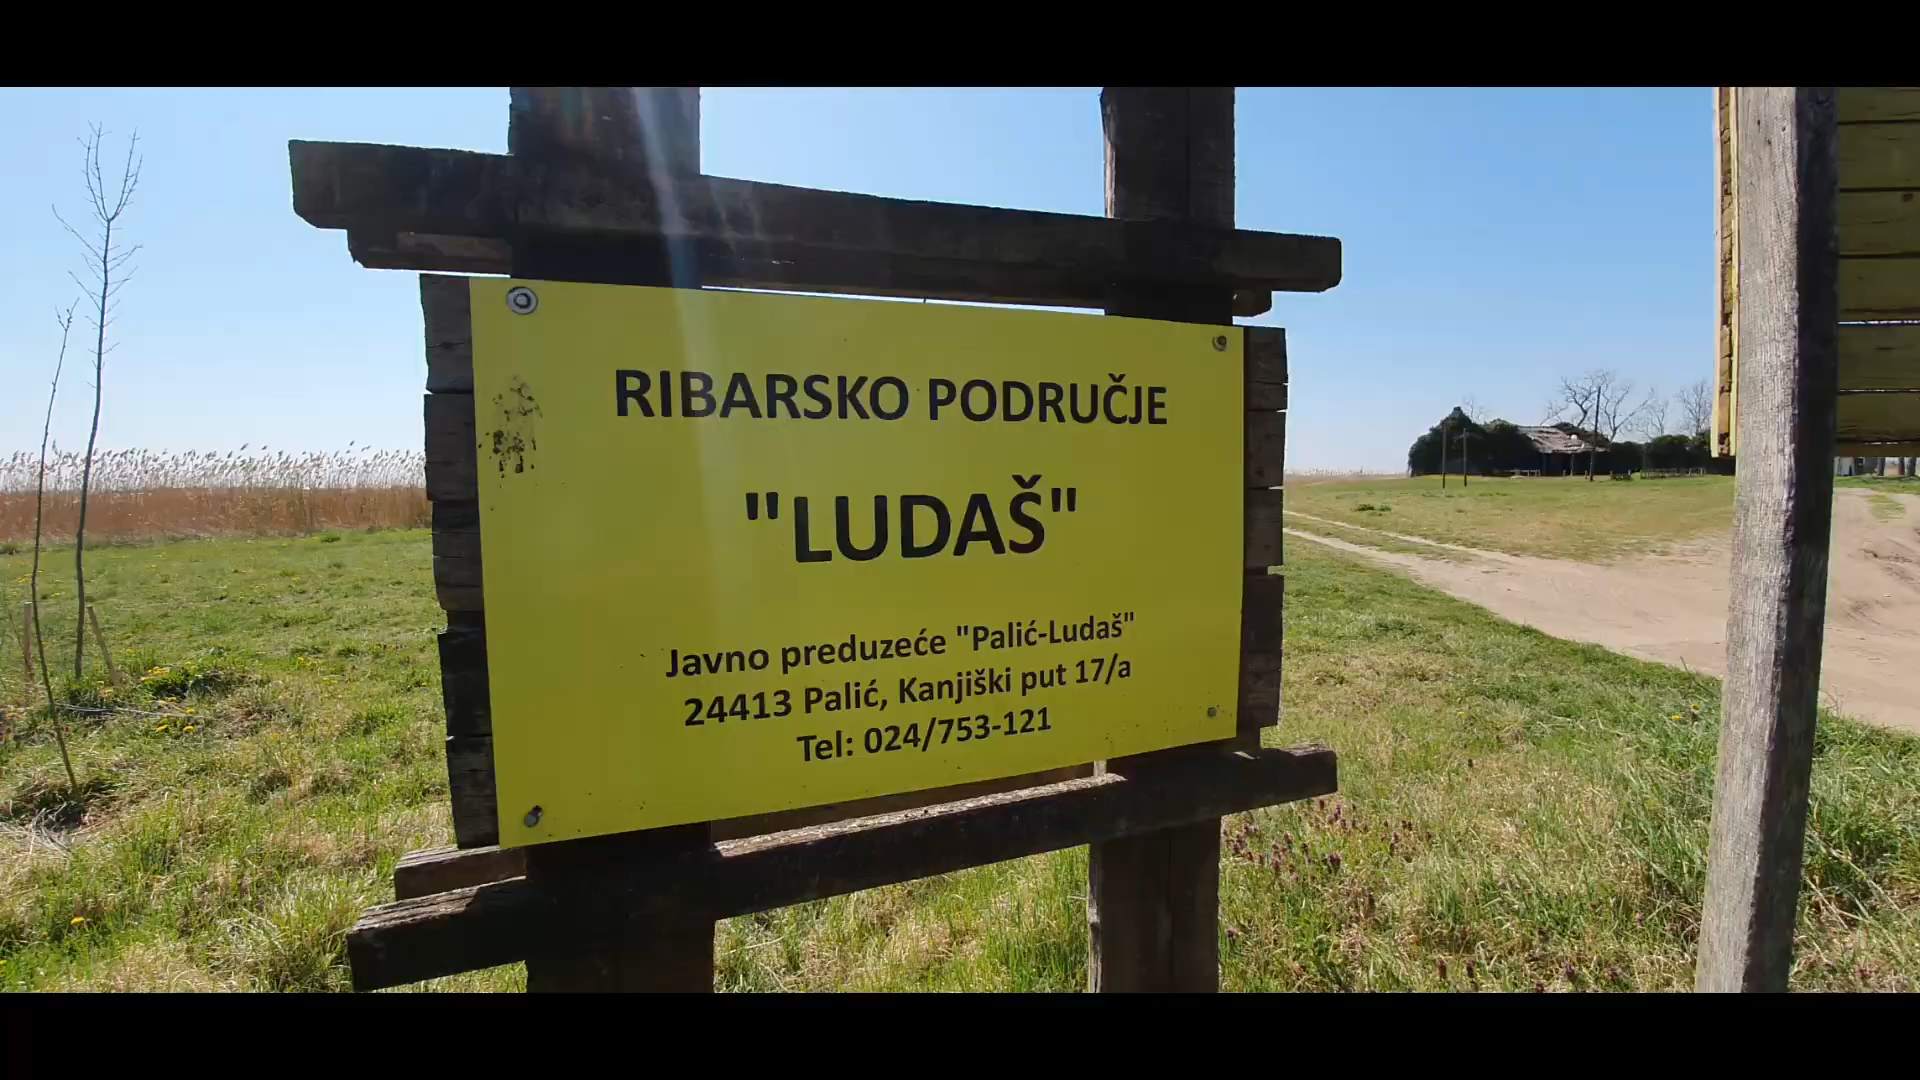 RIBARSKO PODRUČJE
"LUDAŠ"
Javno preduzeće "Palić-Ludaš"
24413 Palić, Kanjiški put 17/a
Tel: 024/753-121